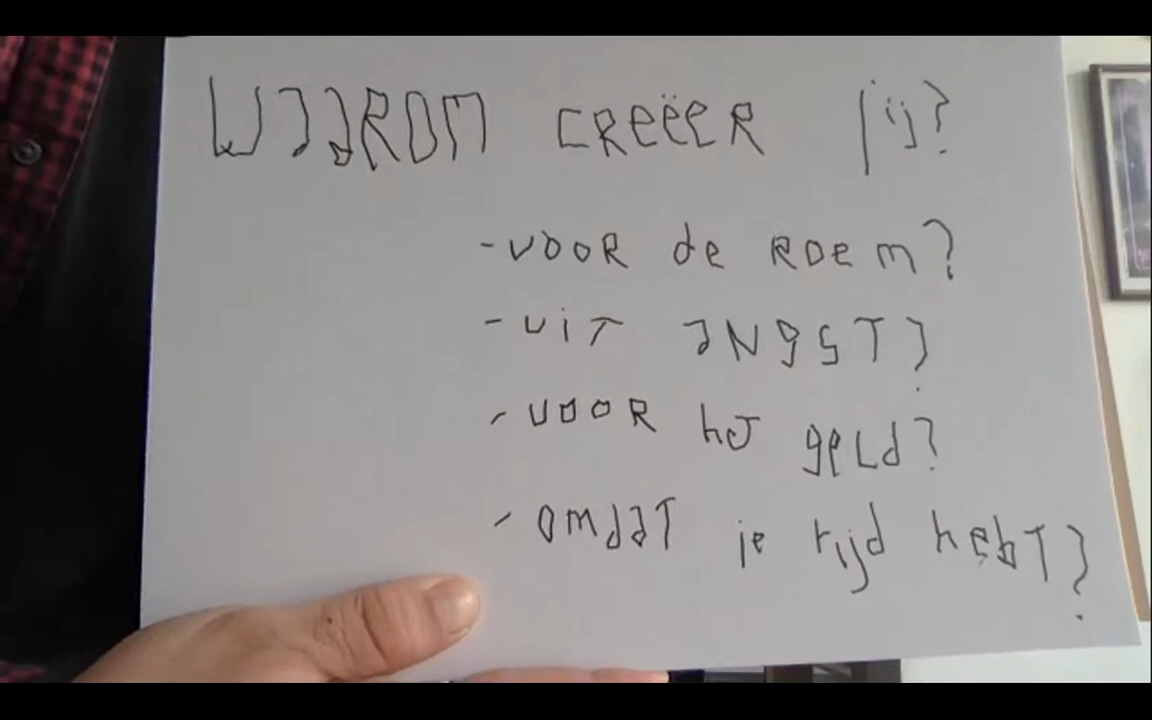 WAAROM CREËER jij?
-VOOR de ROEM?
-uiT ANgST?
-VOOR heT geLd?
-OmdaT je Tijd hebT?